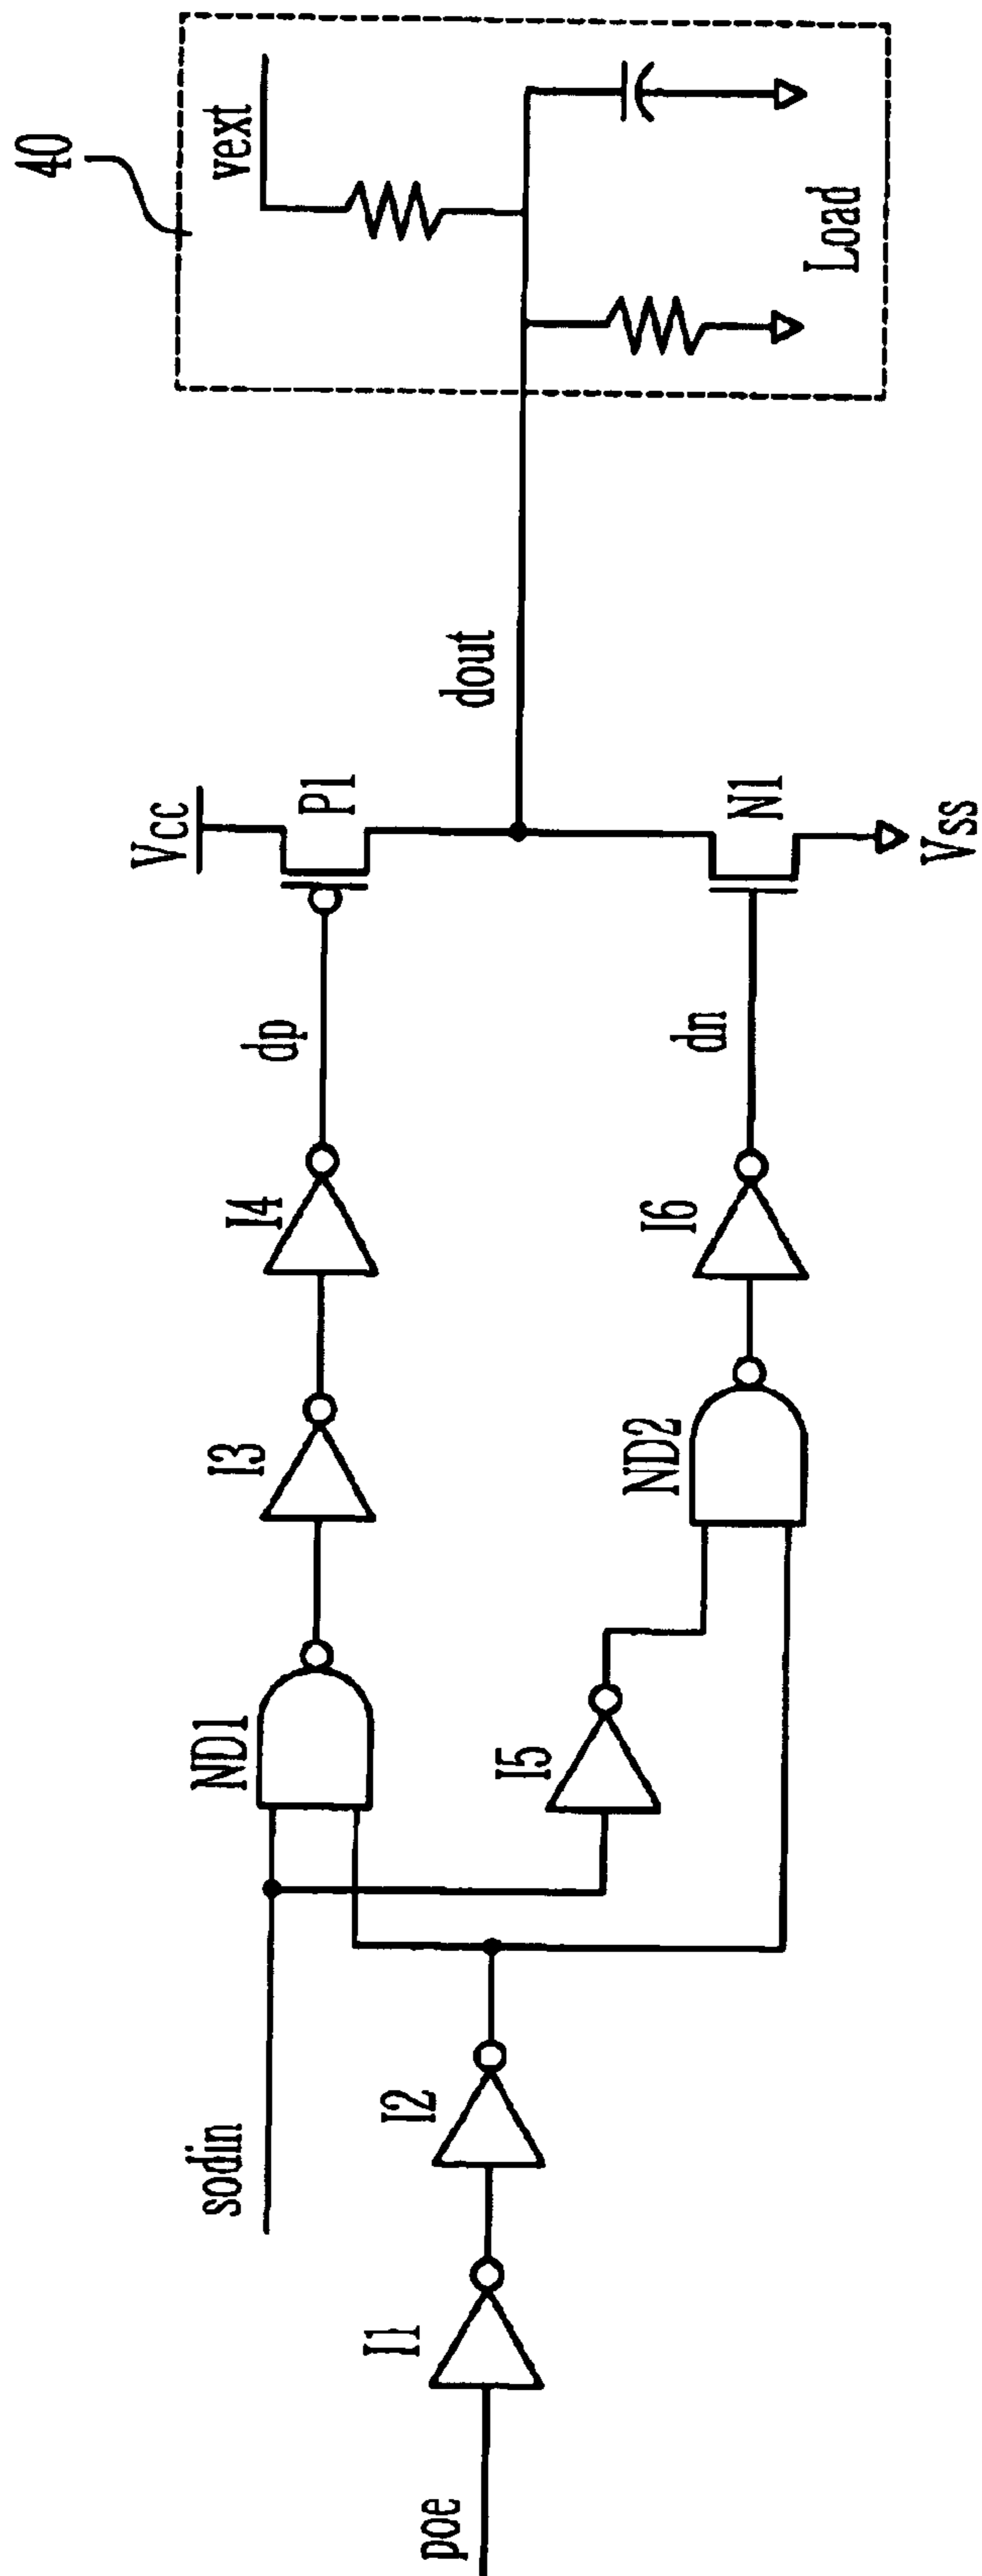 40
vext
Load
Vcc
P1
dout
N1
Vss
dp
dn
I4
I6
I3
ND2
ND1
I5
sodin
I2
I1
poe